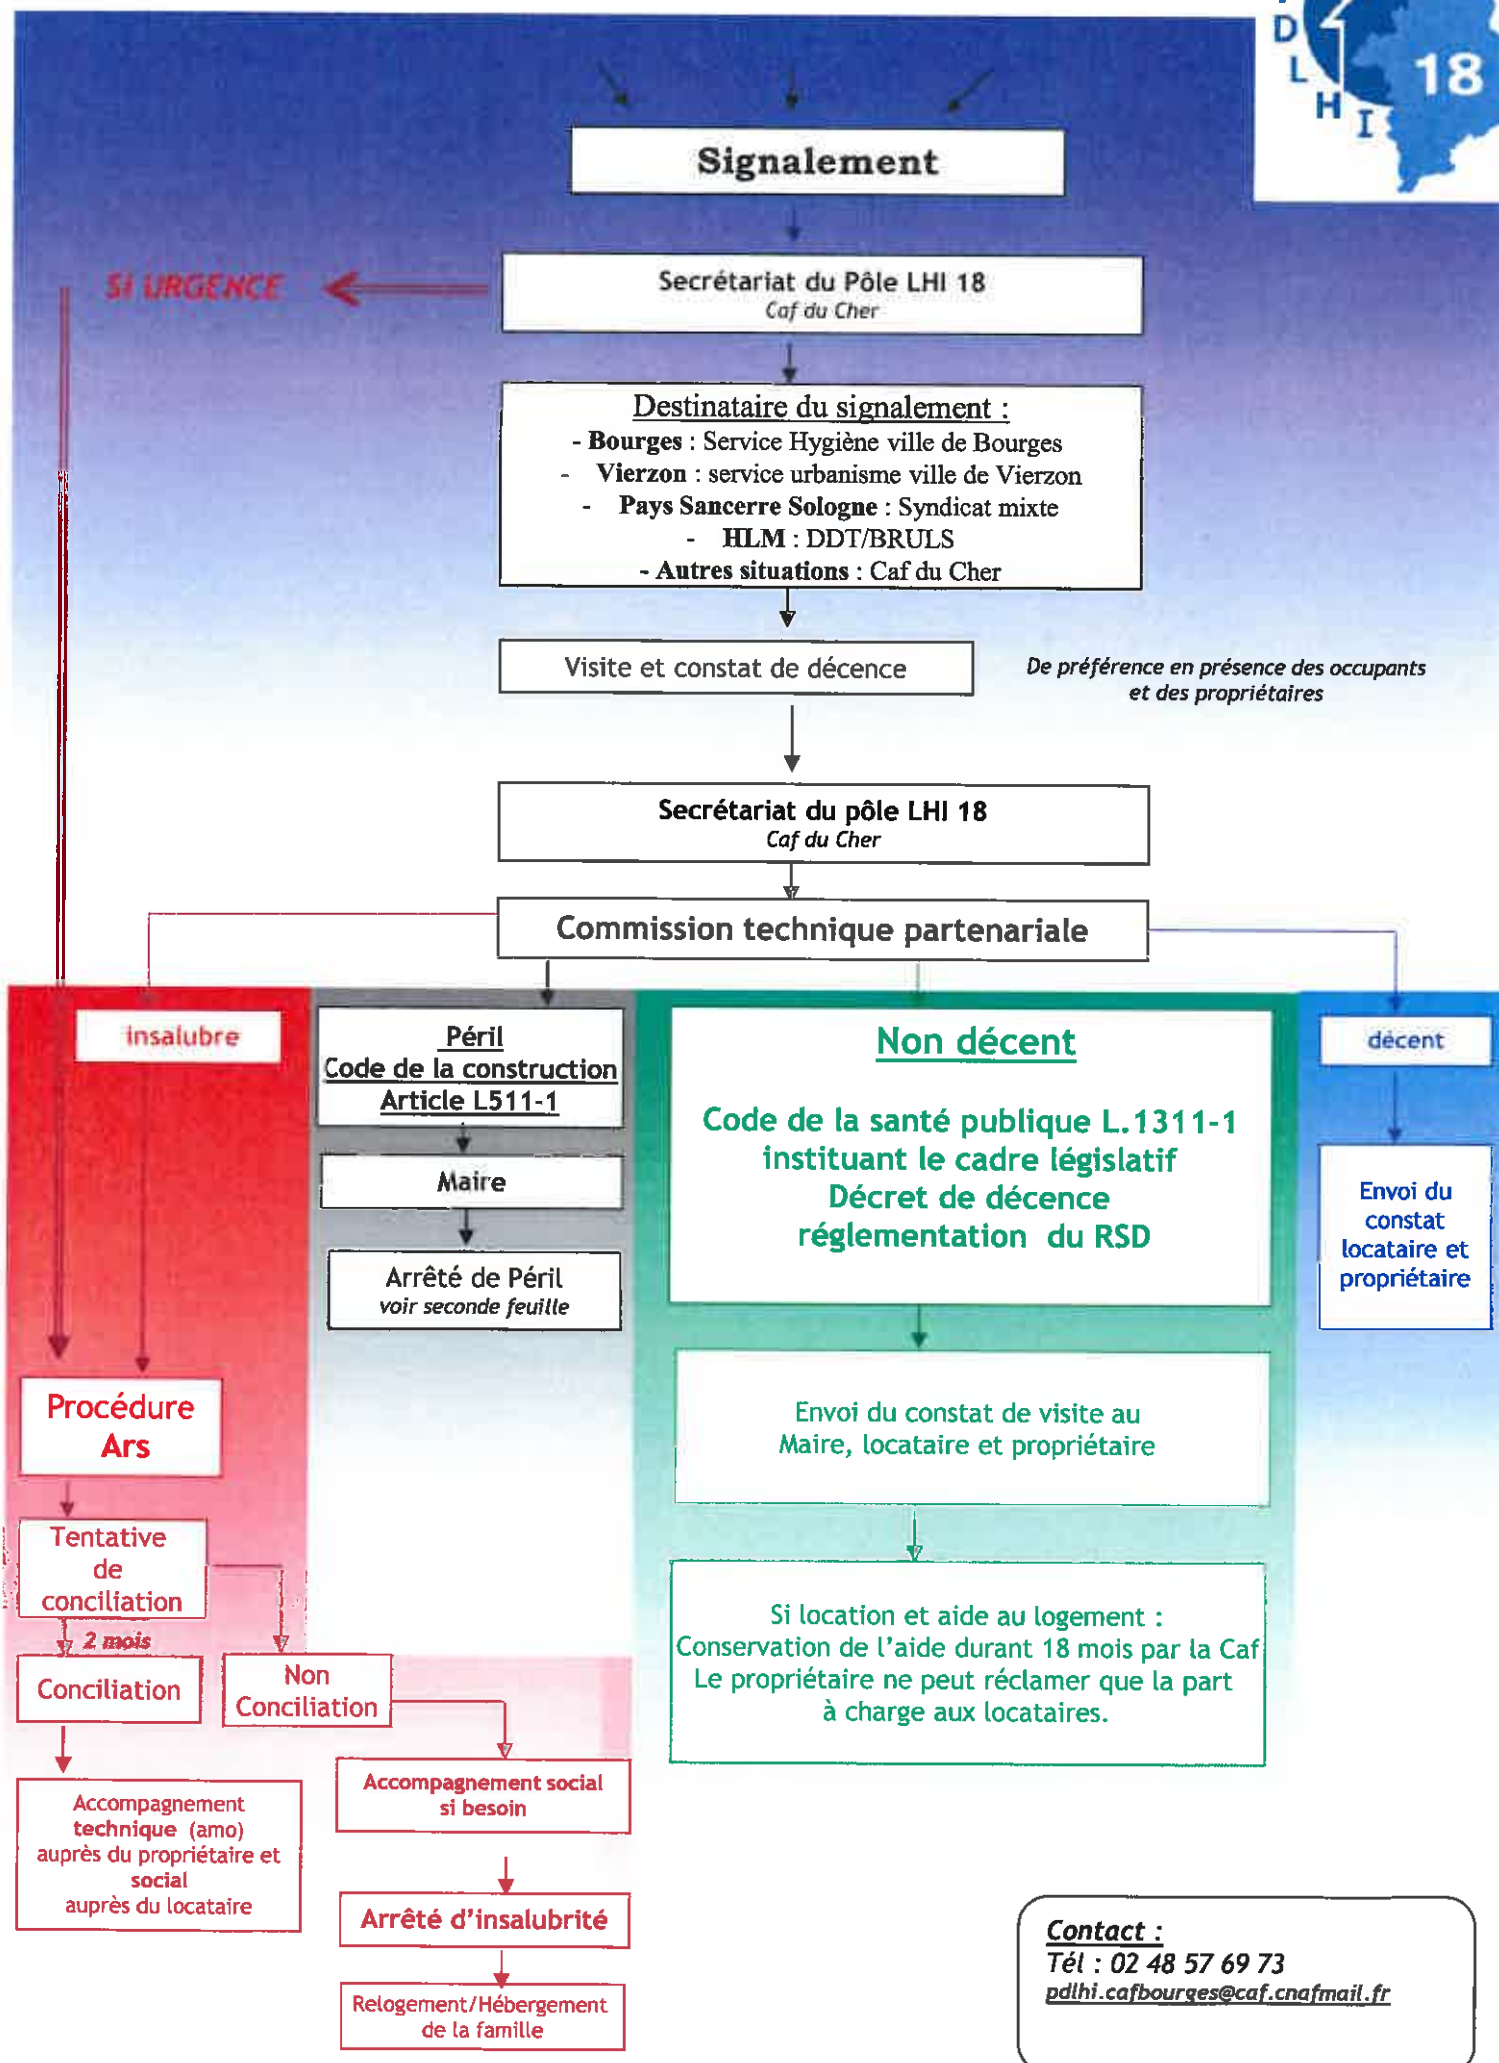 D
L
H
I
18
Signalement
SI URGENCE
Secrétariat du Pôle LHI 18
Caf du Cher
Destinataire du signalement :
- Bourges : Service Hygiène ville de Bourges
- Vierzon : service urbanisme ville de Vierzon
- Pays Sancerre Sologne : Syndicat mixte
- HLM : DDT/BRULS
- Autres situations : Caf du Cher
Visite et constat de décence
De préférence en présence des occupants
et des propriétaires
Secrétariat du pôle LHI 18
Caf du Cher
Commission technique partenariale
insalubre
Péril
Code de la construction
Article L511-1
Maire
Arrêté de Péril
voir seconde feuille
Non décent
Code de la santé publique L.1311-1
instituant le cadre législatif
Décret de décence
réglementation du RSD
décent
Envoi du
constat
locataire et
propriétaire
Envoi du constat de visite au
Maire, locataire et propriétaire
Si location et aide au logement :
Conservation de l'aide durant 18 mois par la Caf
Le propriétaire ne peut réclamer que la part
à charge aux locataires.
Procédure
Ars
Tentative
de
conciliation
2 mois
Conciliation
Non
Conciliation
Accompagnement
technique (amo)
auprès du propriétaire et
social
auprès du locataire
Accompagnement social
si besoin
Arrêté d'insalubrité
Relogement/Hébergement
de la famille
Contact :
Tél : 02 48 57 69 73
pdlhi.cafbourges@caf.cnafmail.fr